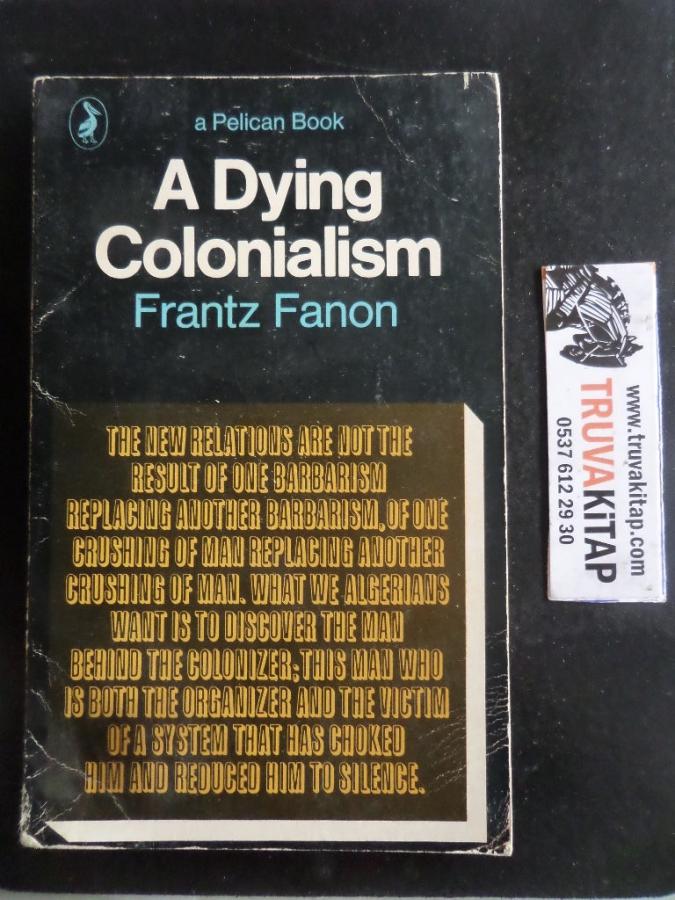 a Pelican Book
A Dying
Colonialism
Frantz Fanon
THE NEW RELATIONS ARE NOT THE
RESULT OF ONE BARBARISM
REPLACING ANOTHER BARBARISM, OF ONE
CRUSHING OF MAN REPLACING ANOTHER
CRUSHING OF MAN. WHAT WE ALGERIANS
WANT IS TO DISCOVER THE MAN
BEHIND THE COLONIZER; THIS MAN WHO
IS BOTH THE ORGANIZER AND THE VICTIM
OF A SYSTEM THAT HAS CHOKED
HIM AND REDUCED HIM TO SILENCE.
www.truvakitap.com
TRUVAKiTAP
0537 612 29 30